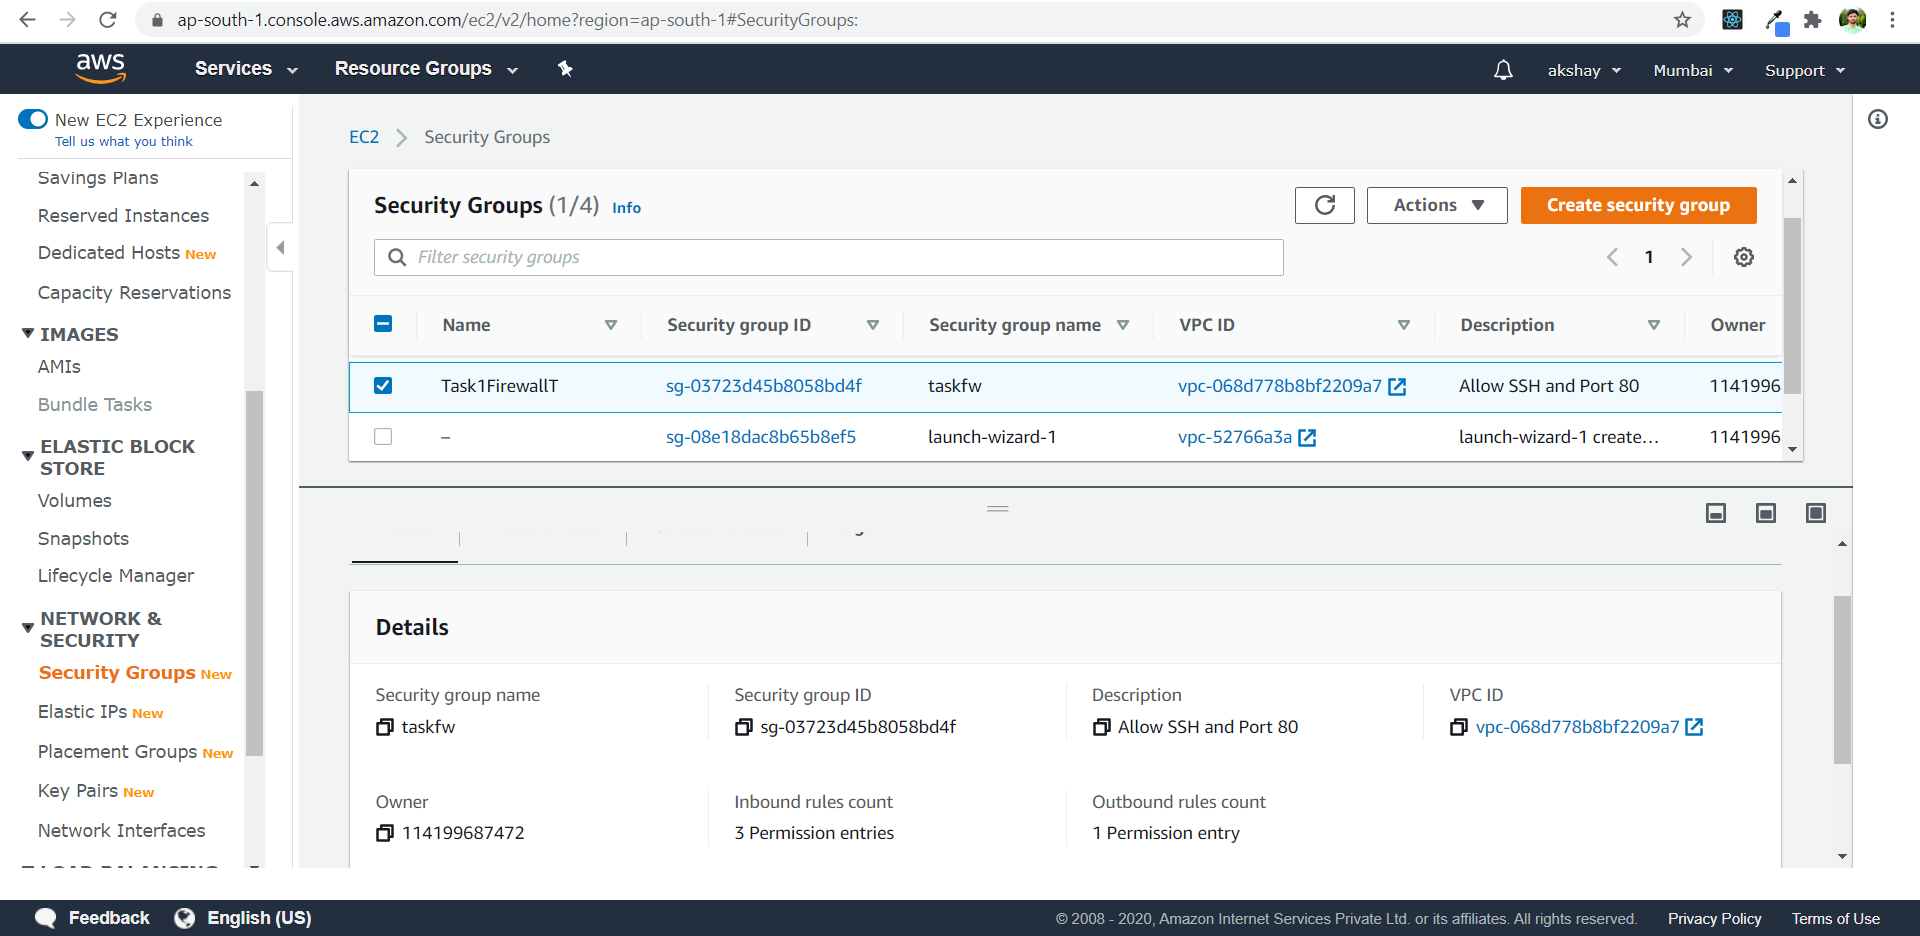 ap-south-1.console.aws.amazon.com/ec2/v2/home?region=ap-south-1#SecurityGroups:
aws
Services
Resource Groups
akshay
Mumbai
Support
New EC2 Experience
Tell us what you think
Savings Plans
Reserved Instances
Dedicated Hosts New
Capacity Reservations
IMAGES
AMIs
Bundle Tasks
ELASTIC BLOCK
STORE
Volumes
Snapshots
Lifecycle Manager
NETWORK &
SECURITY
Security Groups New
Elastic IPs New
Placement Groups New
Key Pairs New
Network Interfaces
LOAD BALANCING
EC2 > Security Groups
Security Groups (1/4) Info
Actions
Create security group
Filter security groups
1
Name
Security group ID
Security group name
VPC ID
Description
Owner
Task1FirewallT
sg-03723d45b8058bd4f
taskfw
vpc-068d778b8bf2209a7
Allow SSH and Port 80
1141996
–
sg-08e18dac8b65b8ef5
launch-wizard-1
vpc-52766a3a
launch-wizard-1 create...
1141996
Details
Security group name
taskfw
Security group ID
sg-03723d45b8058bd4f
Description
Allow SSH and Port 80
VPC ID
vpc-068d778b8bf2209a7
Owner
114199687472
Inbound rules count
3 Permission entries
Outbound rules count
1 Permission entry
Feedback
English (US)
© 2008 - 2020, Amazon Internet Services Private Ltd. or its affiliates. All rights reserved.
Privacy Policy
Terms of Use